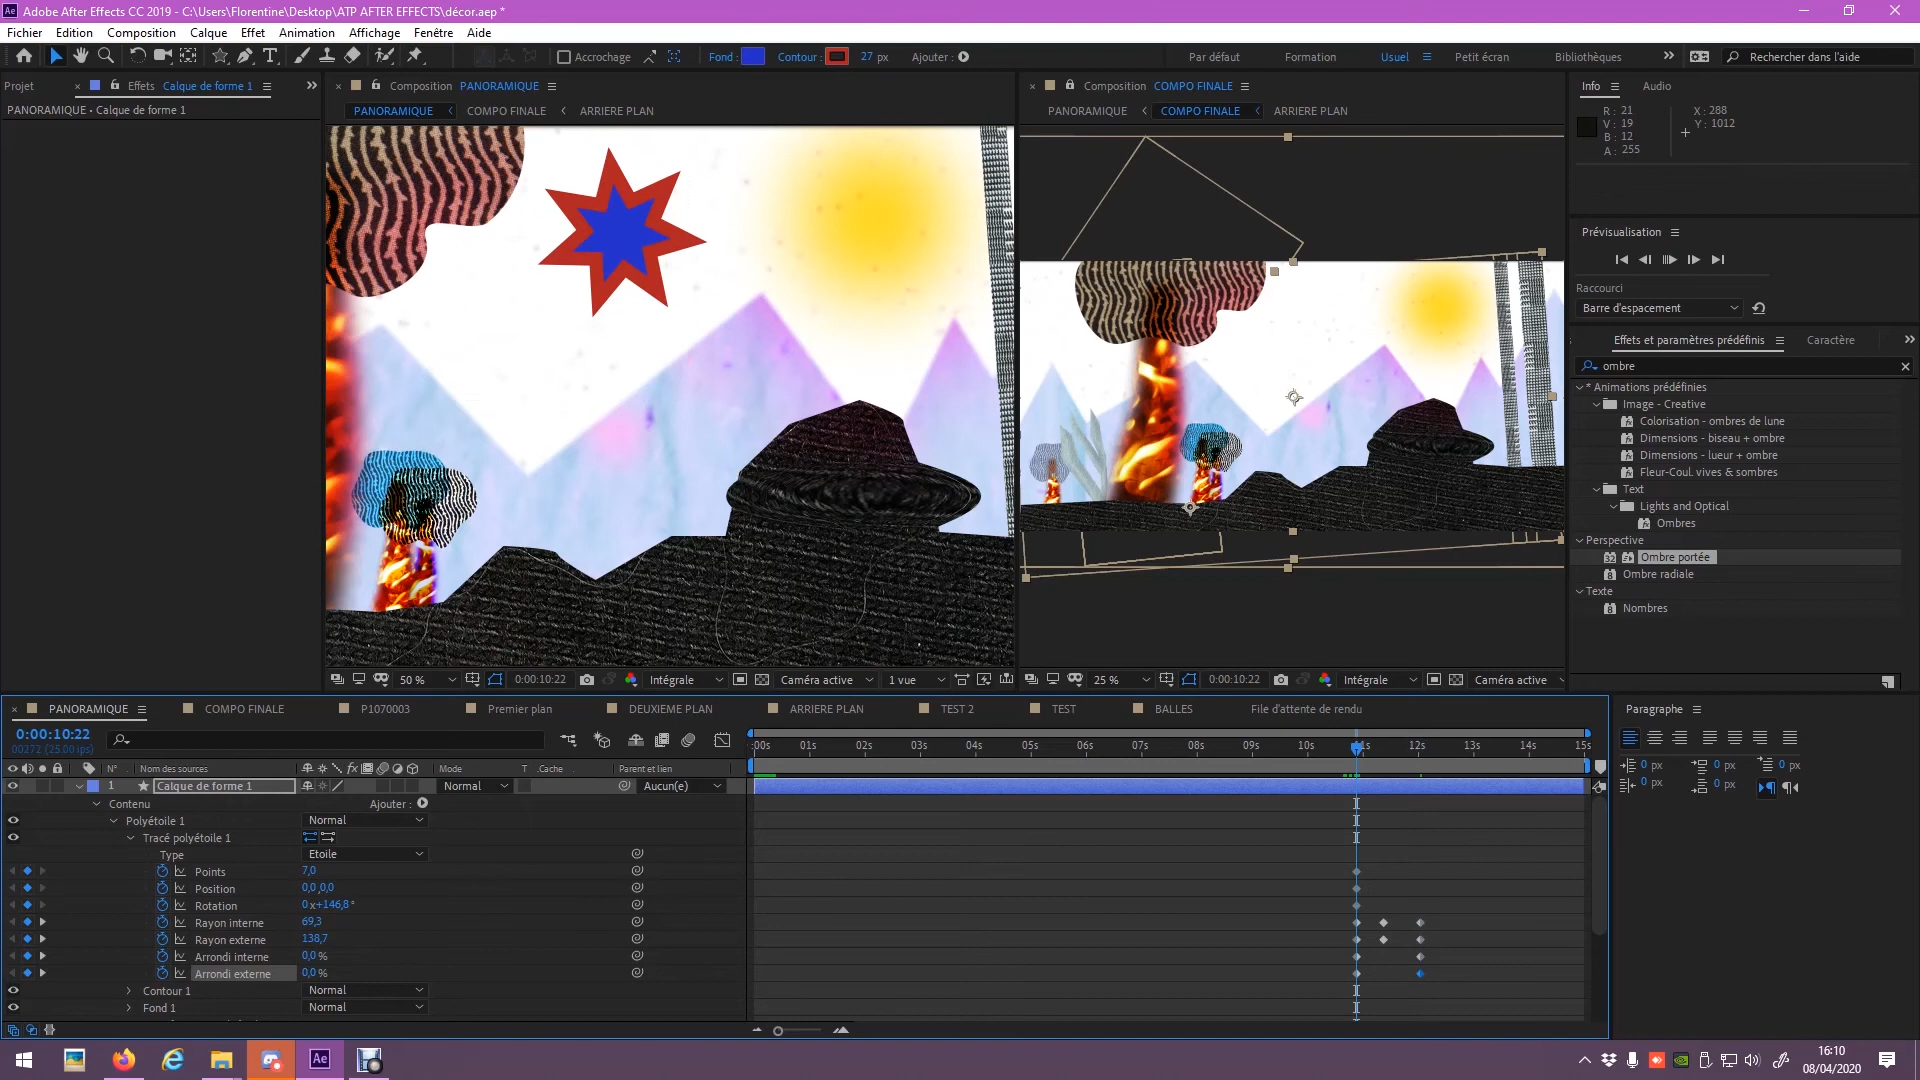 Adobe After Effects CC 2019 - C:\Users\Florentine\Desktop\ATP AFTER EFFECTS\décor.aep *
Fichier Edition Composition Calque Effet Animation Affichage Fenêtre Aide
Accrochage Fond : Contour : 27 px Ajouter : Par défaut Formation Usuel Petit écran Bibliothèques Rechercher dans l'aide
Projet Effets Calque de forme 1
PANORAMIQUE • Calque de forme 1
Composition PANORAMIQUE
PANORAMIQUE COMPO FINALE ARRIERE PLAN
Composition COMPO FINALE
PANORAMIQUE COMPO FINALE ARRIERE PLAN
50 % 0:00:10:22 Intégrale Caméra active 1 vue
25 % 0:00:10:22 Intégrale Caméra active
Info Audio
R : 21
V : 19
B : 12
A : 255
X : 288
Y : 1012
Prévisualisation
Raccourci
Barre d'espacement
Effets et paramètres prédéfinis Caractère
ombre
* Animations prédéfinies
Image - Creative
Colorisation - ombres de lune
Dimensions - biseau + ombre
Dimensions - lueur + ombre
Fleur-Coul. vives & sombres
Text
Lights and Optical
Ombres
Perspective
32 Ombre portée
8 Ombre radiale
Texte
8 Nombres
PANORAMIQUE COMPO FINALE P1070003 Premier plan DEUXIEME PLAN ARRIERE PLAN TEST 2 TEST BALLES File d'attente de rendu
0:00:10:22
00272 (25.00 ips)
:00s 01s 02s 03s 04s 05s 06s 07s 08s 09s 10s 11s 12s 13s 14s 15s
N° Nom des sources fx Mode T .Cache Parent et lien
1 Calque de forme 1 Normal Aucun(e)
Contenu Ajouter :
Polyétoile 1 Normal
Tracé polyétoile 1
Type Etoile
Points 7,0
Position 0,0 ,0,0
Rotation 0 x+146,8 °
Rayon interne 69,3
Rayon externe 138,7
Arrondi interne 0,0 %
Arrondi externe 0,0 %
Contour 1 Normal
Fond 1 Normal
Paragraphe
0 px 0 px 0 px
0 px 0 px
Ae
16:10
08/04/2020